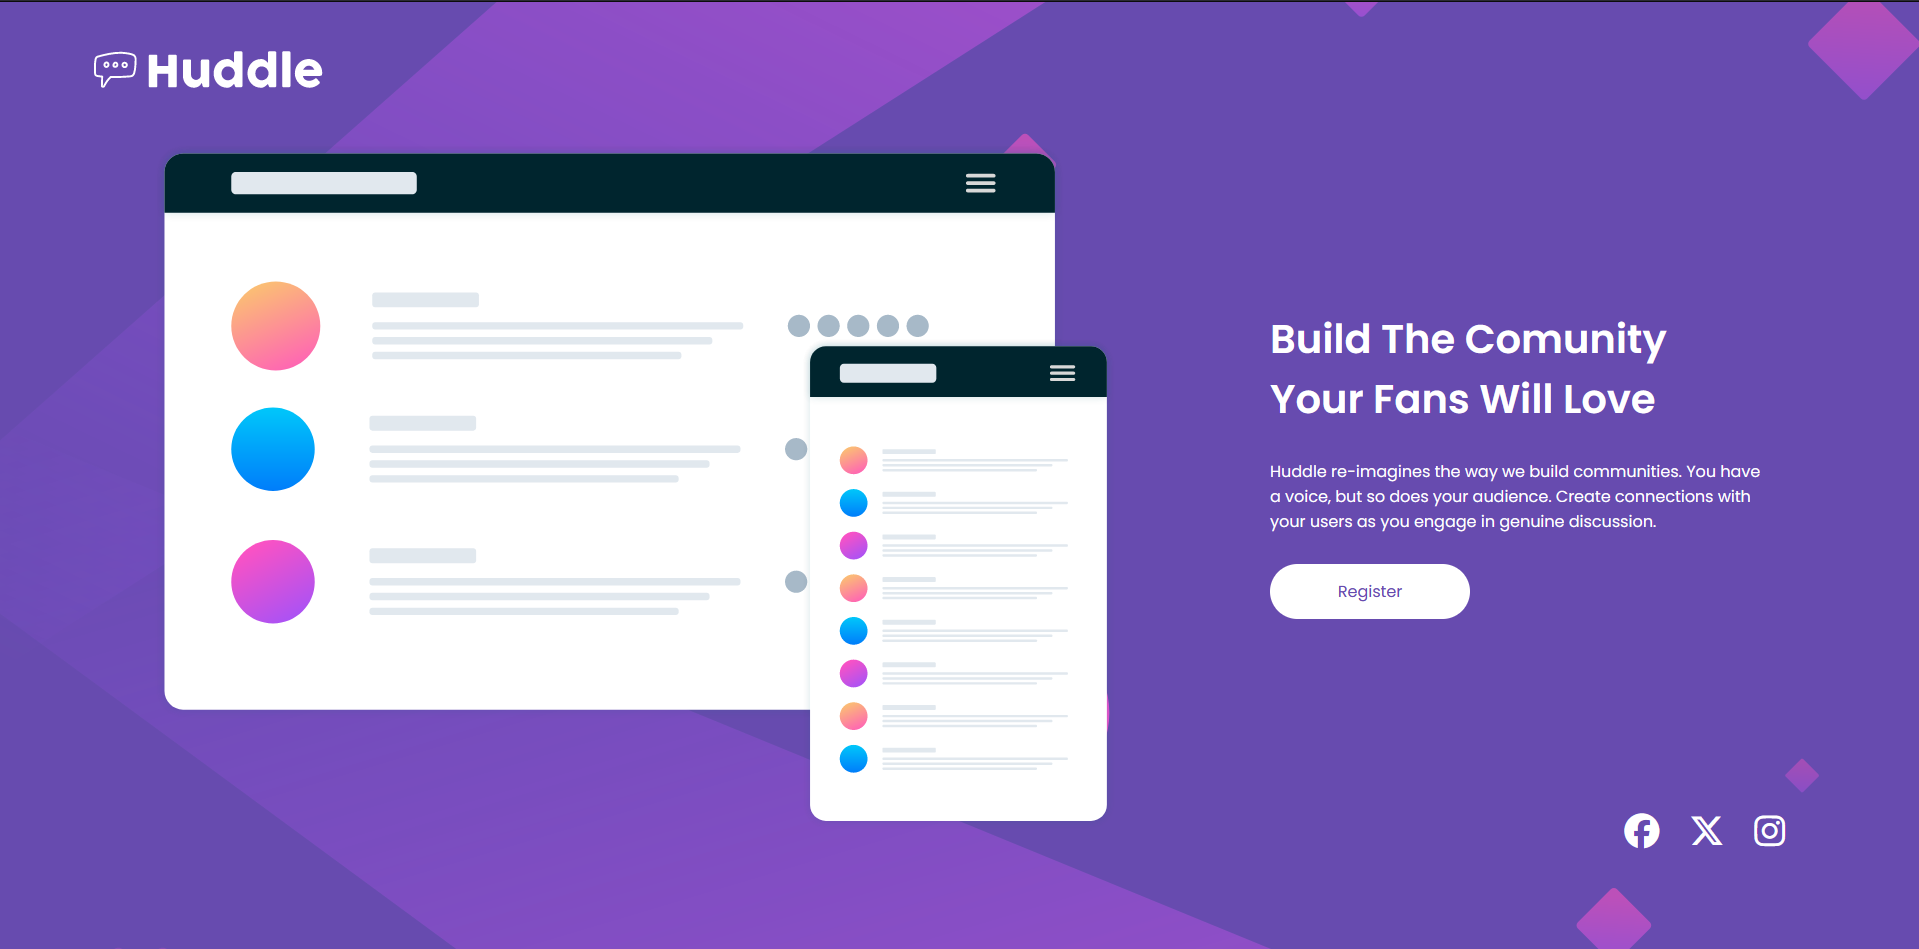 Huddle
Build The Comunity
Your Fans Will Love
Huddle re-imagines the way we build communities. You have
a voice, but so does your audience. Create connections with
your users as you engage in genuine discussion.
Register